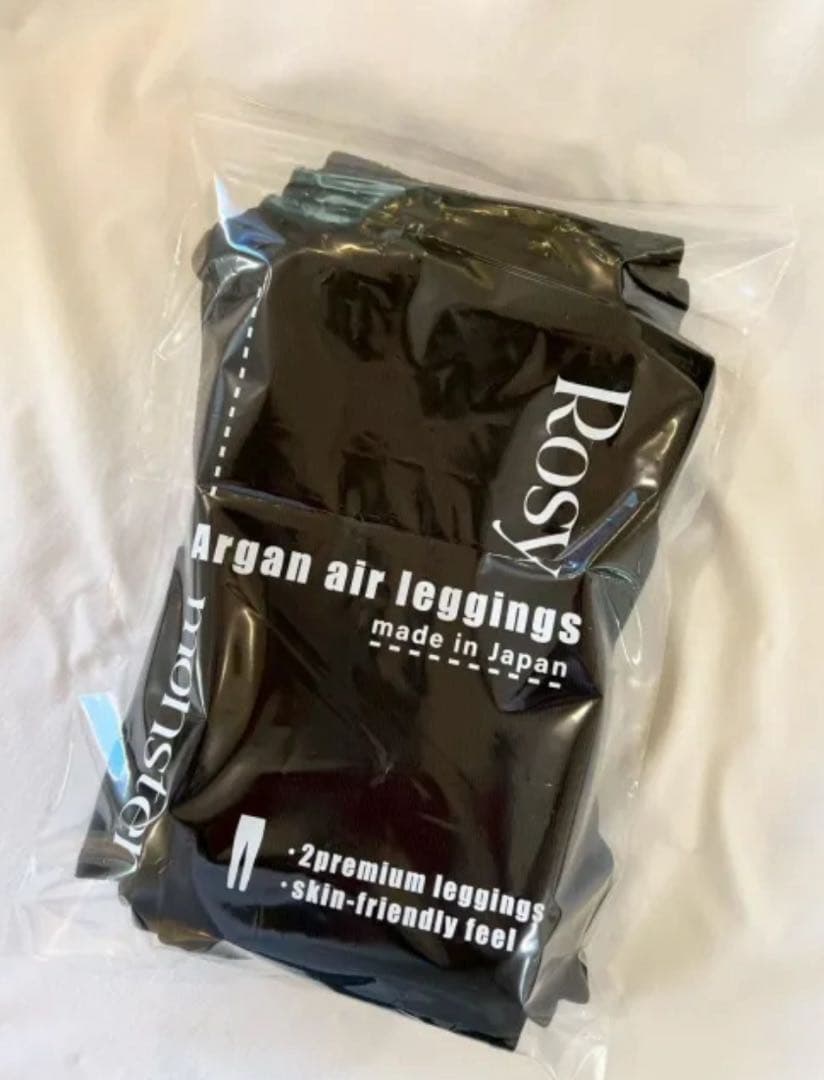 Rosy
Argan air leggings
made in Japan
monster
·2premium leggings
·skin-friendly feel